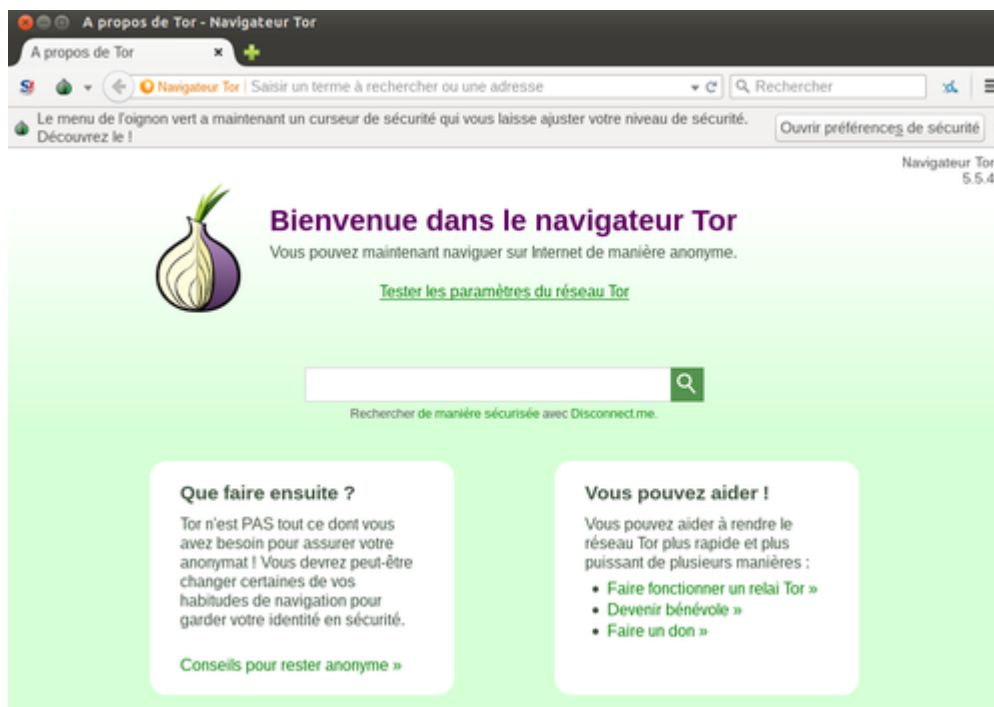 A propos de Tor - Navigateur Tor
A propos de Tor
Navigateur Tor
Saisir un terme à rechercher ou une adresse
Rechercher
Le menu de l'oignon vert a maintenant un curseur de sécurité qui vous laisse ajuster votre niveau de sécurité.
Découvrez le !
Ouvrir préférences de sécurité
Navigateur Tor
5.5.4
Bienvenue dans le navigateur Tor
Vous pouvez maintenant naviguer sur Internet de manière anonyme.
Tester les paramètres du réseau Tor
Rechercher de manière sécurisée avec Disconnect.me.
Que faire ensuite ?
Tor n'est PAS tout ce dont vous
avez besoin pour assurer votre
anonymat ! Vous devrez peut-être
changer certaines de vos
habitudes de navigation pour
garder votre identité en sécurité.
Conseils pour rester anonyme »
Vous pouvez aider !
Vous pouvez aider à rendre le
réseau Tor plus rapide et plus
puissant de plusieurs manières :
• Faire fonctionner un relai Tor »
• Devenir bénévole »
• Faire un don »